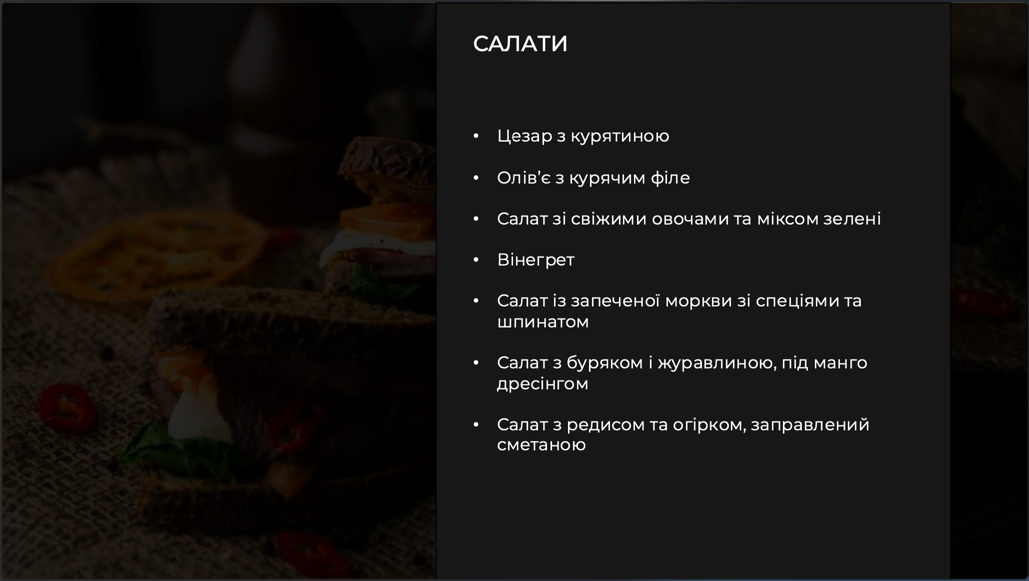 САЛАТИ
• Цезар з курятиною
• Олів’є з курячим філе
• Салат зі свіжими овочами та міксом зелені
• Вінегрет
• Салат із запеченої моркви зі спеціями та
шпинатом
• Салат з буряком і журавлиною, під манго
дресінгом
• Салат з редисом та огірком, заправлений
сметаною